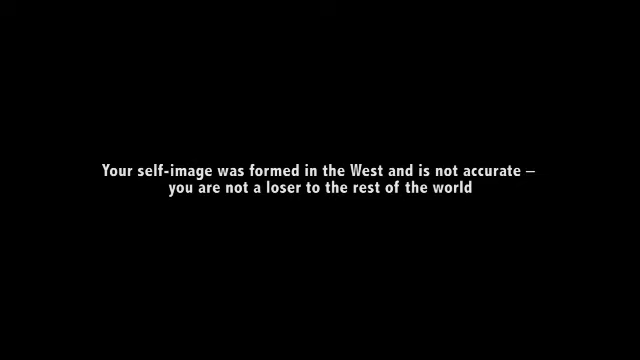 Your self-image was formed in the West and is not accurate –
you are not a loser to the rest of the world